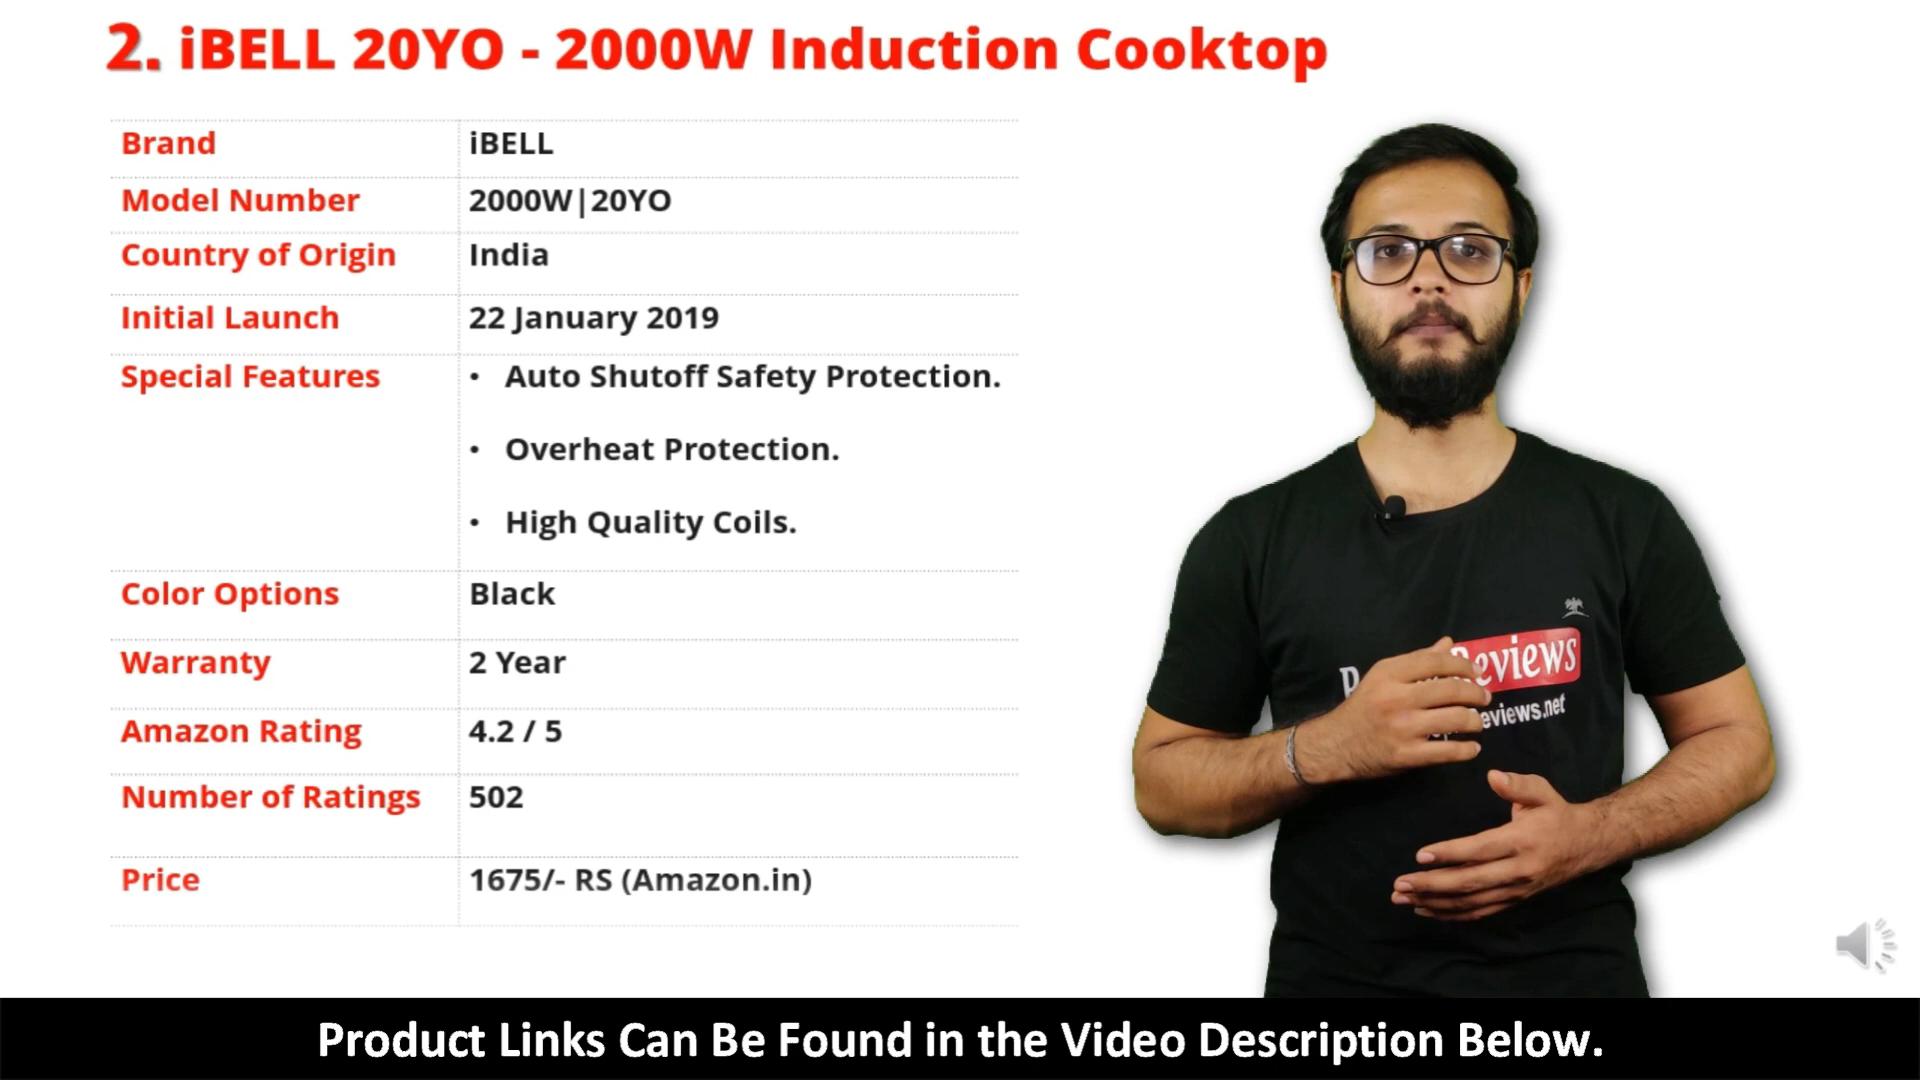 2. iBELL 20YO - 2000W Induction Cooktop
Brand iBELL
Model Number 2000W|20YO
Country of Origin India
Initial Launch 22 January 2019
Special Features • Auto Shutoff Safety Protection.
• Overheat Protection.
• High Quality Coils.
Color Options Black
Warranty 2 Year
Amazon Rating 4.2 / 5
Number of Ratings 502
Price 1675/- RS (Amazon.in)
Reviews
eviews.net
Product Links Can Be Found in the Video Description Below.